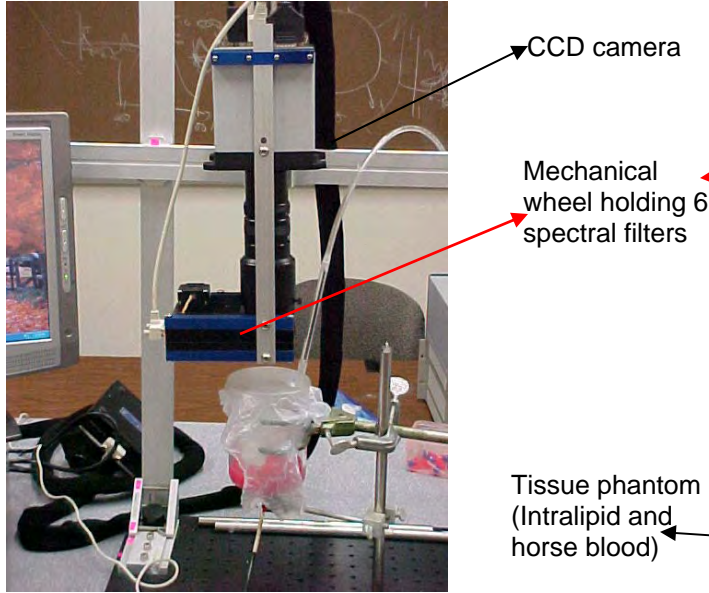 CCD camera
Mechanical
wheel holding 6
spectral filters
Tissue phantom
(Intralipid and
horse blood)